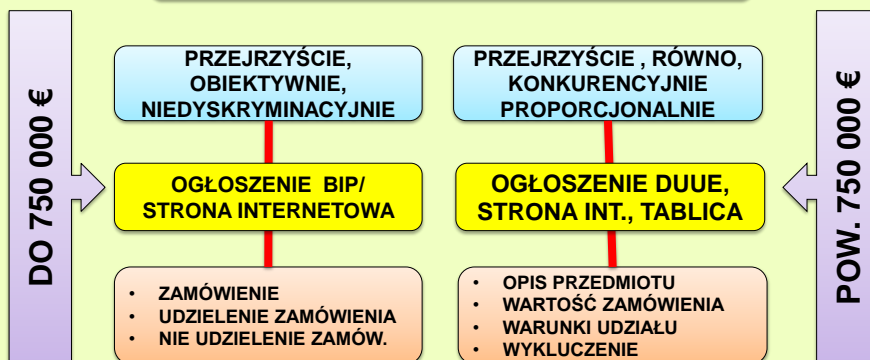 DO 750 000 €
PRZEJRZYŚCIE,
OBIEKTYWNIE,
NIEDYSKRYMINACYJNIE
OGŁOSZENIE BIP/
STRONA INTERNETOWA
• ZAMÓWIENIE
• UDZIELENIE ZAMÓWIENIA
• NIE UDZIELENIE ZAMÓW.
PRZEJRZYŚCIE , RÓWNO,
KONKURENCYJNIE
PROPORCJONALNIE
OGŁOSZENIE DUUE,
STRONA INT., TABLICA
• OPIS PRZEDMIOTU
• WARTOŚĆ ZAMÓWIENIA
• WARUNKI UDZIAŁU
• WYKLUCZENIE
POW. 750 000 €